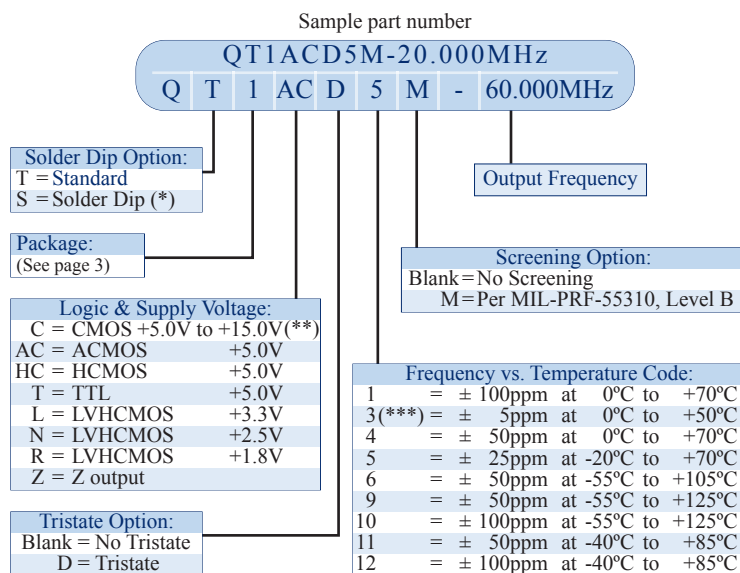 Sample part number
QT1ACD5M-20.000MHz
Q T 1 AC D 5 M - 60.000MHz
Solder Dip Option:
T = Standard
S = Solder Dip (*)
Output Frequency
Package:
(See page 3)
Screening Option:
Blank = No Screening
M = Per MIL-PRF-55310, Level B
Logic & Supply Voltage:
C = CMOS +5.0V to +15.0V(**)
AC = ACMOS +5.0V
HC = HCMOS +5.0V
T = TTL +5.0V
L = LVHCMOS +3.3V
N = LVHCMOS +2.5V
R = LVHCMOS +1.8V
Z = Z output
Frequency vs. Temperature Code:
1 = ± 100ppm at 0ºC to +70ºC
3(***) = ± 5ppm at 0ºC to +50ºC
4 = ± 50ppm at 0ºC to +70ºC
5 = ± 25ppm at -20ºC to +70ºC
6 = ± 50ppm at -55ºC to +105ºC
9 = ± 50ppm at -55ºC to +125ºC
10 = ± 100ppm at -55ºC to +125ºC
11 = ± 50ppm at -40ºC to +85ºC
12 = ± 100ppm at -40ºC to +85ºC
Tristate Option:
Blank = No Tristate
D = Tristate